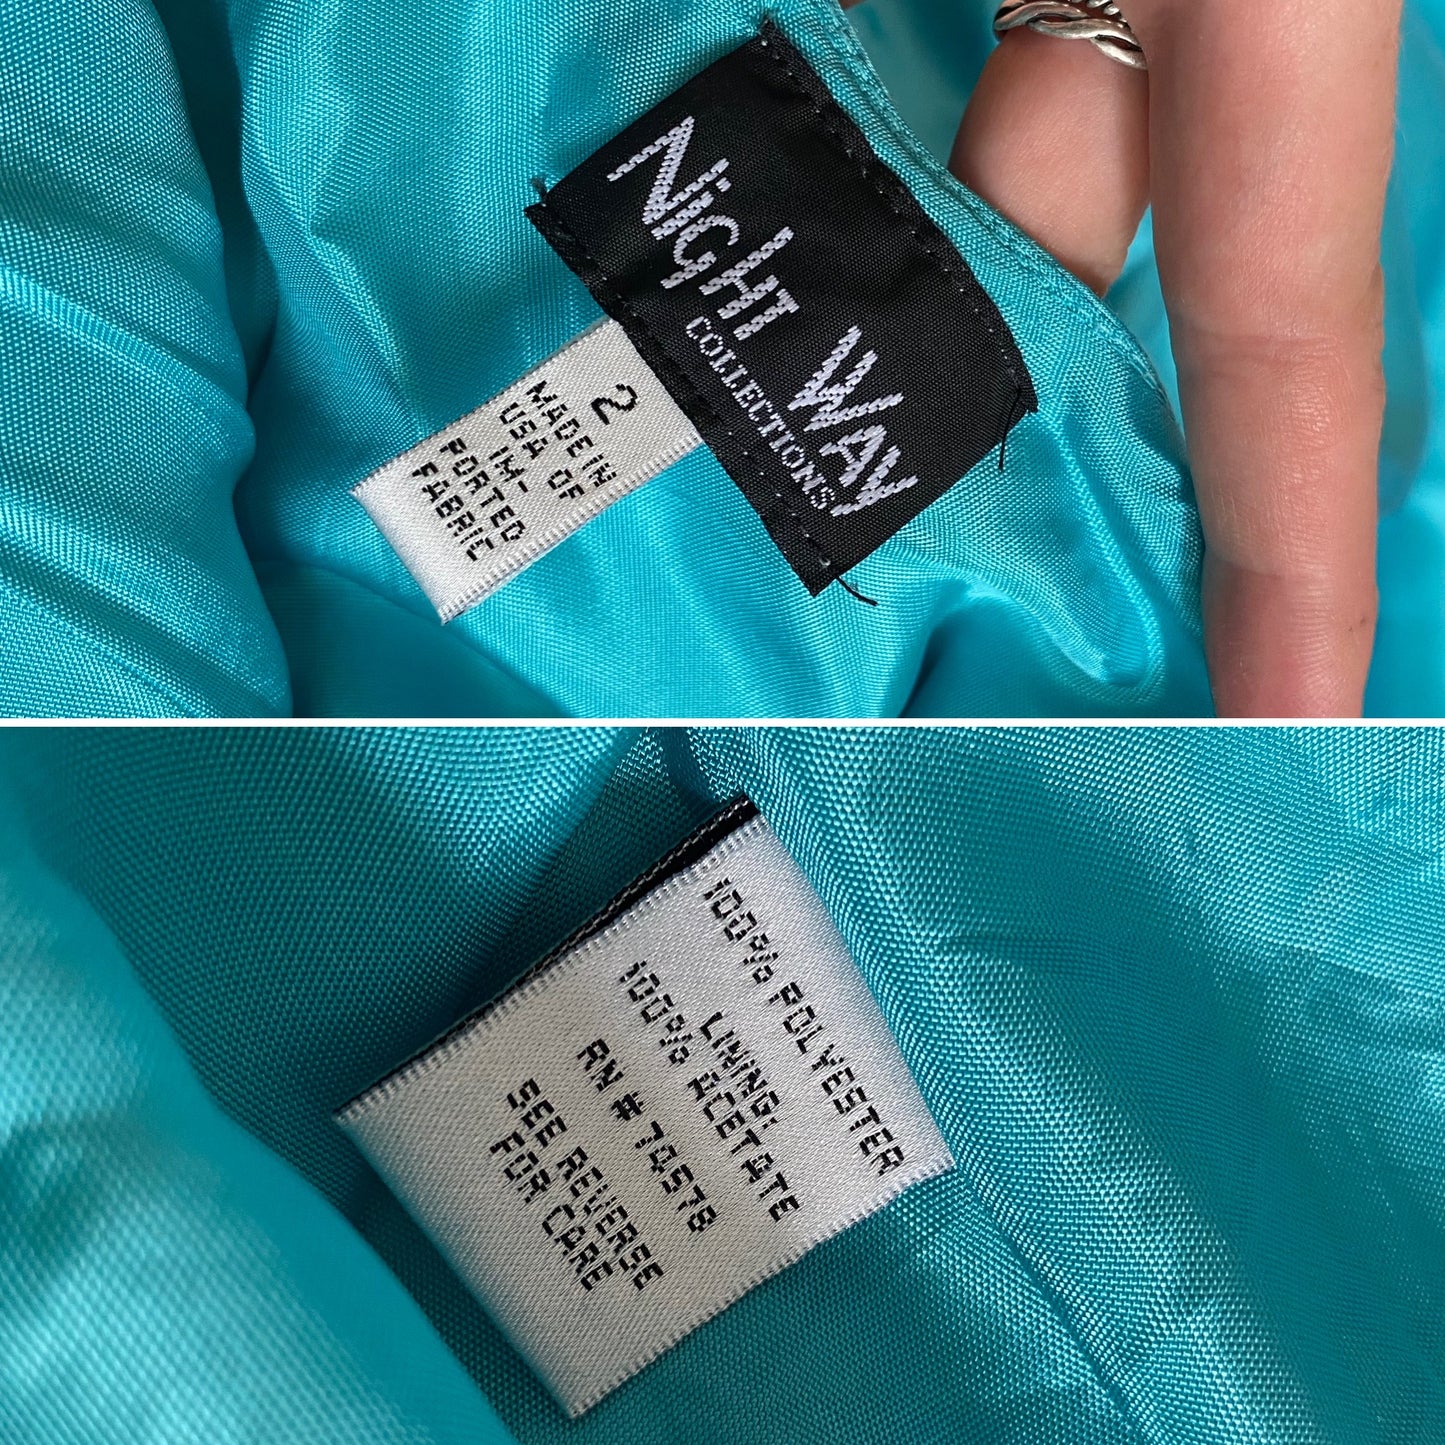 Night Way
COLLECTIONS
2
MADE IN
USA OF
IM-
PORTED
FABRIC
100% POLYESTER
LINING:
100% ACETATE
RN # 79578
SEE REVERSE
FOR CARE